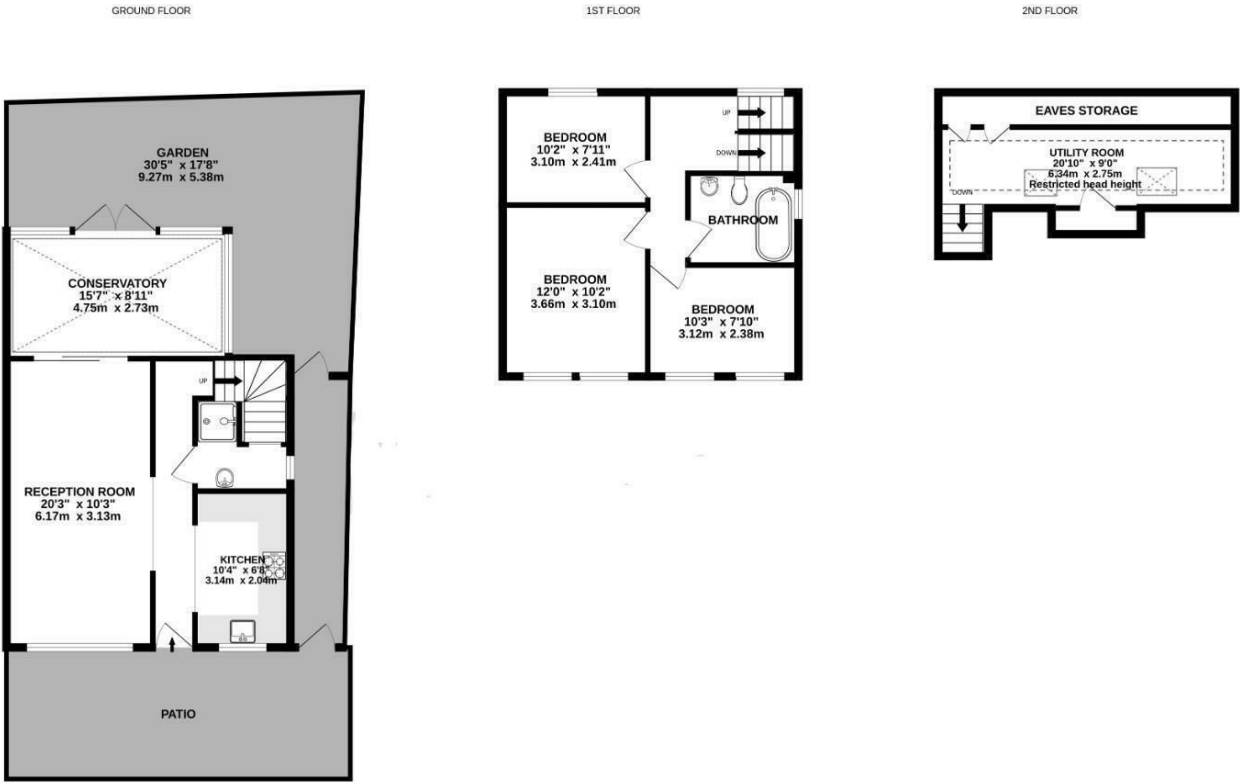 GROUND FLOOR
1ST FLOOR
2ND FLOOR
GARDEN
30'5" x 17'8"
9.27m x 5.38m
CONSERVATORY
15'7" x 8'11"
4.75m x 2.73m
UP
RECEPTION ROOM
20'3" x 10'3"
6.17m x 3.13m
KITCHEN
10'4" x 6'8"
3.14m x 2.04m
PATIO
BEDROOM
10'2" x 7'11"
3.10m x 2.41m
UP
DOWN
BATHROOM
BEDROOM
12'0" x 10'2"
3.66m x 3.10m
BEDROOM
10'3" x 7'10"
3.12m x 2.38m
EAVES STORAGE
UTILITY ROOM
20'10" x 9'0"
6.34m x 2.75m
Restricted head height
DOWN